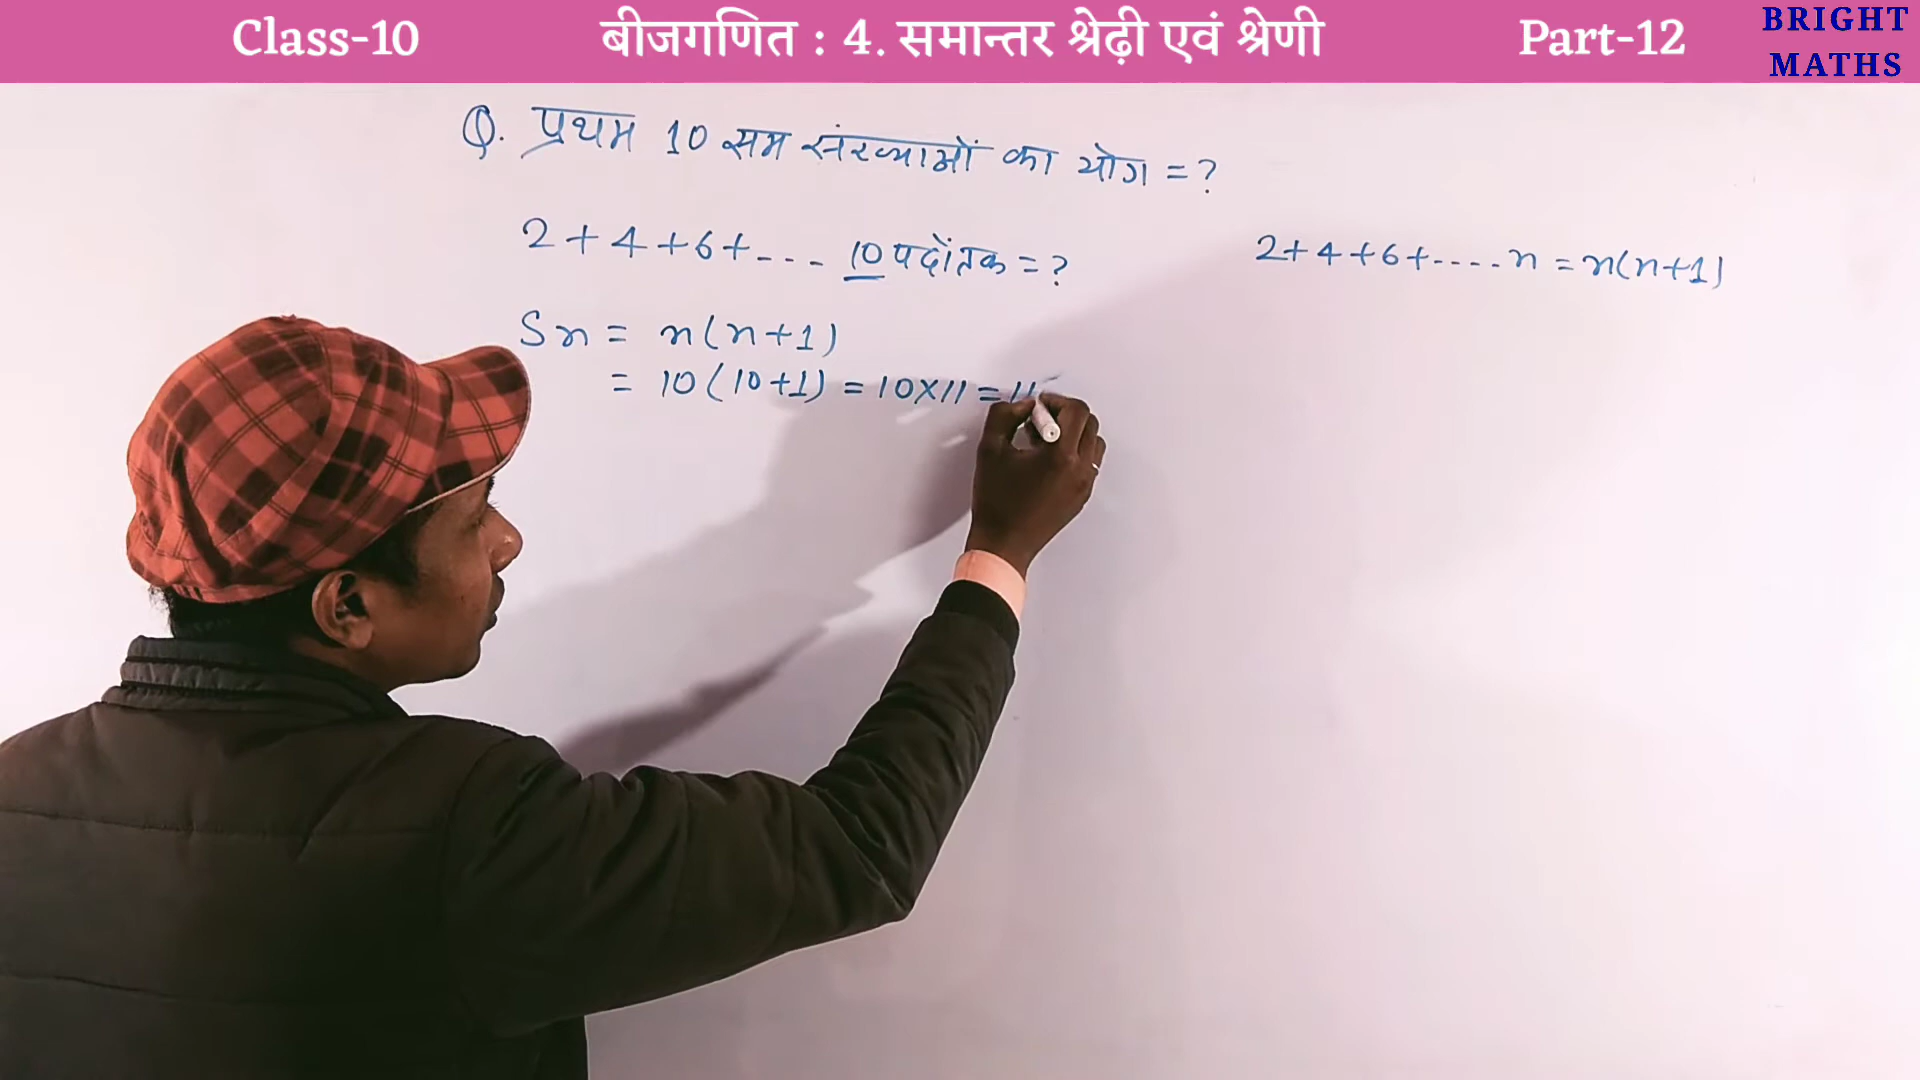 Class-10 बीजगणित : 4. समान्तर श्रेढ़ी एवं श्रेणी Part-12
BRIGHT
MATHS
Q. प्रथम 10 सम संख्याओं का योग = ?
2+4+6+--- 10 पदों तक = ?
2+4+6+----n = n(n+1)
Sn = n(n+1)
= 10(10+1) = 10×11 = 11